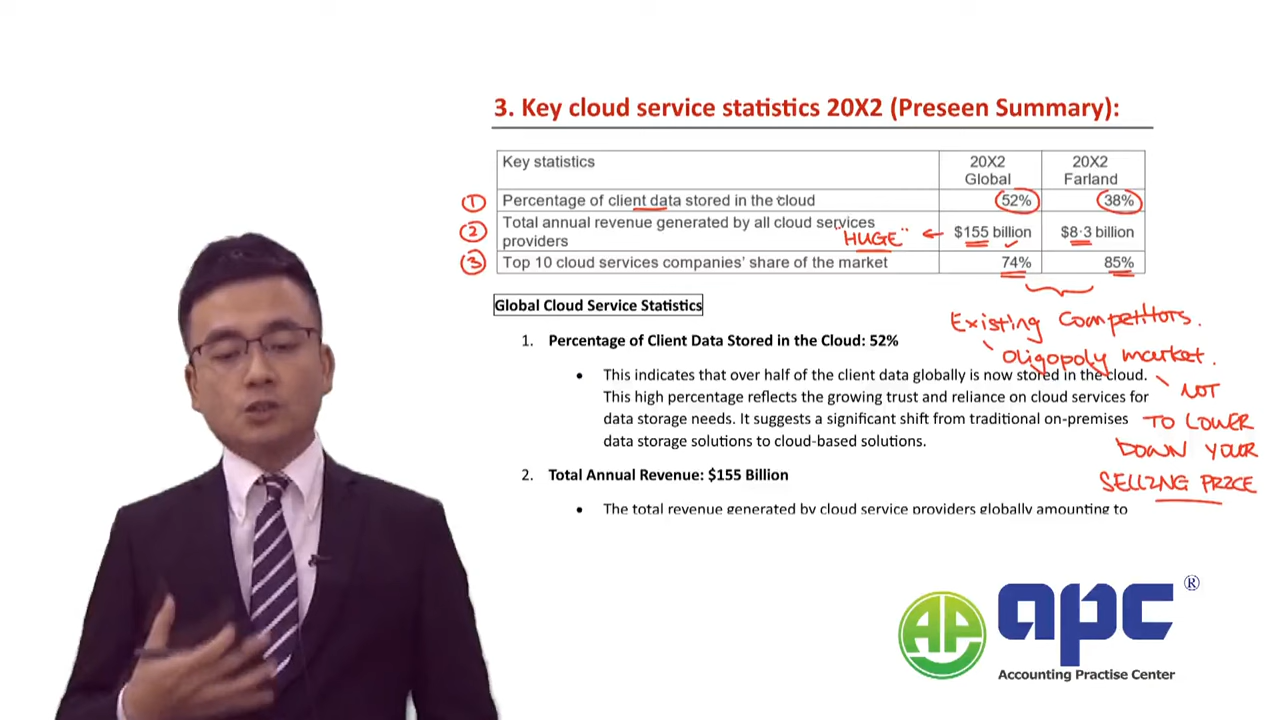 3. Key cloud service statistics 20X2 (Preseen Summary):
Key statistics
20X2
Global
20X2
Farland
① Percentage of client data stored in the cloud 52% 38%
② Total annual revenue generated by all cloud services
providers "HUGE" ← $155 billion $8·3 billion
③ Top 10 cloud services companies' share of the market 74% 85%
Global Cloud Service Statistics
Existing Competitors.
oligopoly market.
NOT
TO LOWER
DOWN YOUR
SELLING PRICE
1. Percentage of Client Data Stored in the Cloud: 52%
• This indicates that over half of the client data globally is now stored in the cloud.
This high percentage reflects the growing trust and reliance on cloud services for
data storage needs. It suggests a significant shift from traditional on-premises
data storage solutions to cloud-based solutions.
2. Total Annual Revenue: $155 Billion
• The total revenue generated by cloud service providers globally amounting to
AP
apc ®
Accounting Practise Center